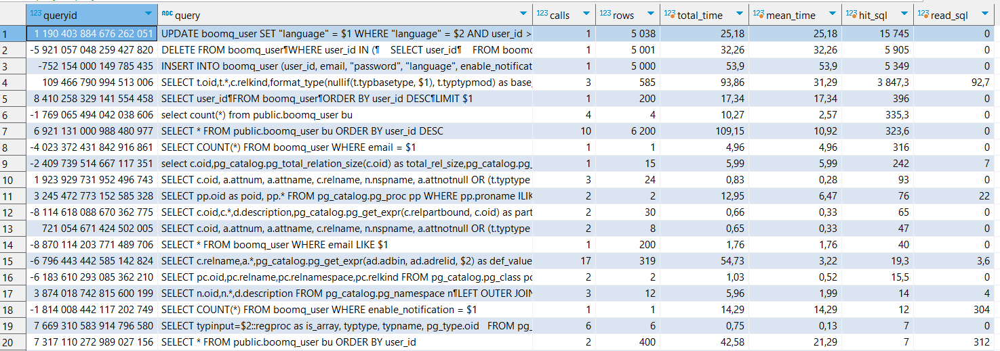 123 queryid ABC query 123 calls 123 rows 123 total_time 123 mean_time 123 hit_sql 123 read_sql
1 1 190 403 884 676 262 051 UPDATE boomq_user SET "language" = $1 WHERE "language" = $2 AND user_id > 1 5 038 25,18 25,18 15 745 0
2 -5 921 057 048 259 427 820 DELETE FROM boomq_user¶WHERE user_id IN (¶ SELECT user_id¶ FROM boomq 1 5 001 32,26 32,26 5 905 0
3 -752 154 000 149 785 435 INSERT INTO boomq_user (user_id, email, "password", "language", enable_notificat 1 5 000 53,9 53,9 5 349 0
4 109 466 790 994 513 006 SELECT t.oid,t.*,c.relkind,format_type(nullif(t.typbasetype, $1), t.typtypmod) as base_ 3 585 93,86 31,29 3 847,3 92,7
5 8 410 258 329 141 554 458 SELECT user_id¶FROM boomq_user¶ORDER BY user_id DESC¶LIMIT $1 1 200 17,34 17,34 396 0
6 -1 769 065 494 042 038 606 select count(*) from public.boomq_user bu 4 4 10,27 2,57 335,3 0
7 6 921 131 000 988 480 977 SELECT * FROM public.boomq_user bu ORDER BY user_id DESC 10 6 200 109,15 10,92 323,6 0
8 -4 023 372 431 842 916 861 SELECT COUNT(*) FROM boomq_user WHERE email = $1 1 1 4,96 4,96 316 0
9 -2 409 739 514 667 117 351 select c.oid,pg_catalog.pg_total_relation_size(c.oid) as total_rel_size,pg_catalog.pg_ 1 15 5,99 5,99 242 7
10 1 923 929 731 952 496 743 SELECT c.oid, a.attnum, a.attname, c.relname, n.nspname, a.attnotnull OR (t.typtype 3 24 0,83 0,28 93 0
11 3 245 472 773 152 585 328 SELECT pp.oid as poid, pp.* FROM pg_catalog.pg_proc pp WHERE pp.proname ILIK 2 2 12,95 6,47 76 22
12 -8 114 618 088 670 362 775 SELECT c.oid,c.*,d.description,pg_catalog.pg_get_expr(c.relpartbound, c.oid) as part 2 30 0,66 0,33 65 0
13 721 054 671 424 502 005 SELECT c.oid, a.attnum, a.attname, c.relname, n.nspname, a.attnotnull OR (t.typtype 2 8 0,65 0,33 47 0
14 -8 870 114 203 771 489 706 SELECT * FROM boomq_user WHERE email LIKE $1 1 200 1,76 1,76 40 0
15 -6 796 443 442 585 142 824 SELECT c.relname,a.*,pg_catalog.pg_get_expr(ad.adbin, ad.adrelid, $2) as def_value 17 319 54,73 3,22 19,3 3,6
16 -6 183 610 293 085 362 210 SELECT pc.oid,pc.relname,pc.relnamespace,pc.relkind FROM pg_catalog.pg_class pc 2 2 1,03 0,52 15,5 0
17 3 874 018 742 815 600 199 SELECT n.oid,n.*,d.description FROM pg_catalog.pg_namespace n¶LEFT OUTER JOIN 3 12 5,96 1,99 14 4
18 -1 814 008 442 117 202 749 SELECT COUNT(*) FROM boomq_user WHERE enable_notification = $1 1 1 14,29 14,29 12 304
19 7 669 310 583 914 796 580 SELECT typinput=$2::regproc as is_array, typtype, typname, pg_type.oid FROM pg_ 6 6 0,75 0,13 7 0
20 7 317 110 272 989 027 156 SELECT * FROM public.boomq_user bu ORDER BY user_id 2 400 42,58 21,29 7 312